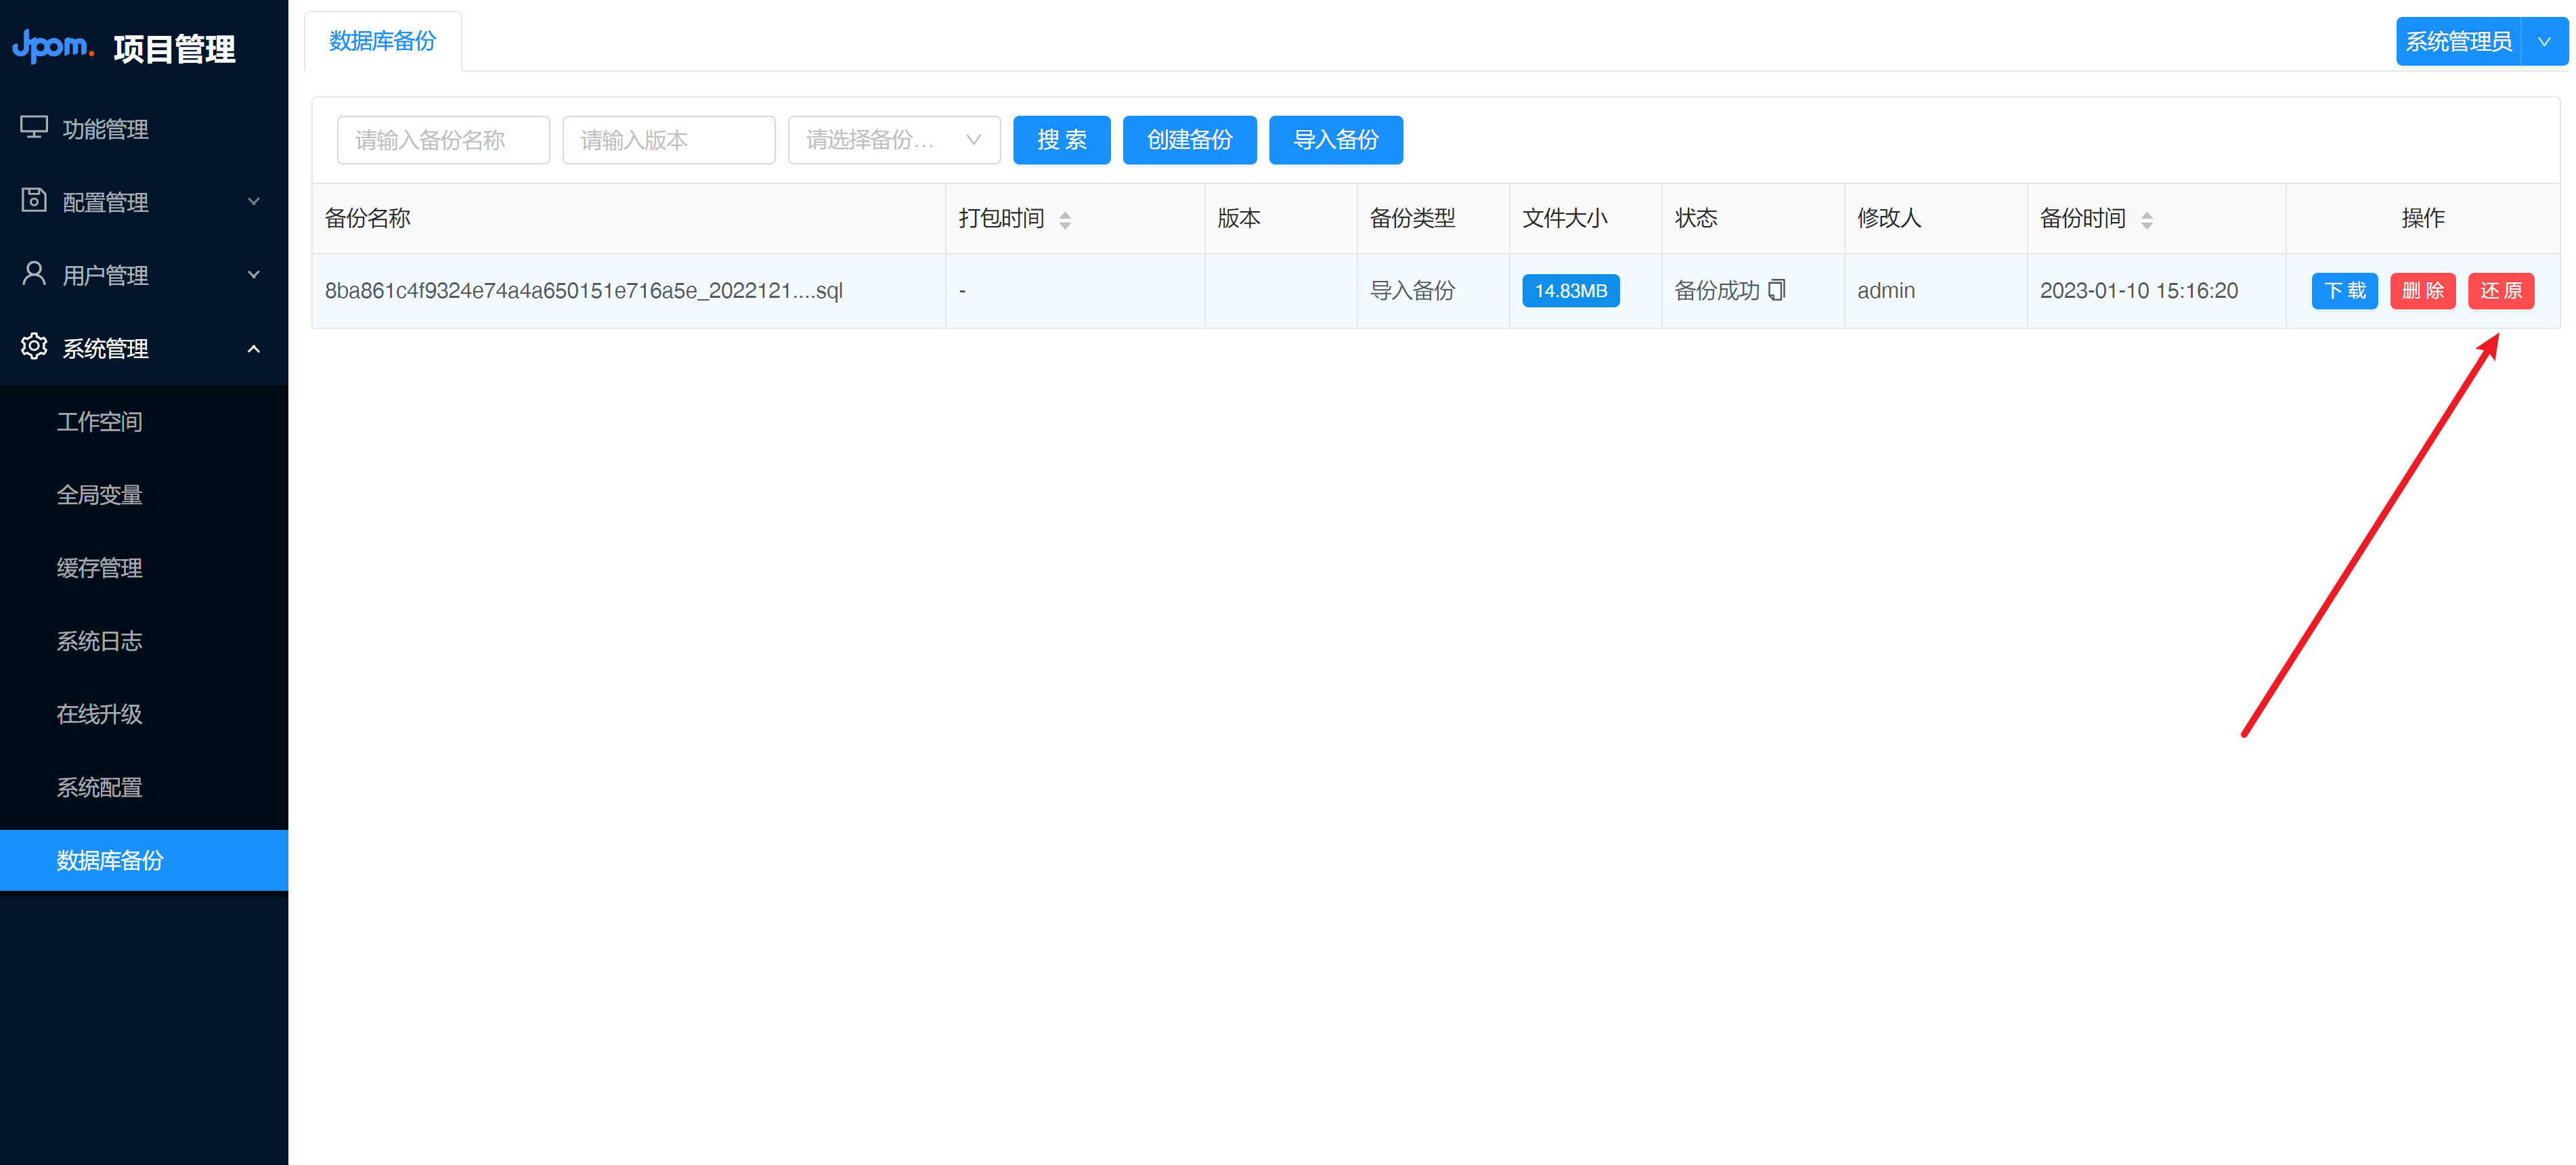 Jpom. 项目管理
功能管理
配置管理
用户管理
系统管理
工作空间
全局变量
缓存管理
系统日志
在线升级
系统配置
数据库备份
数据库备份
系统管理员
请输入备份名称 请输入版本 请选择备份... 搜 索 创建备份 导入备份
备份名称 打包时间 版本 备份类型 文件大小 状态 修改人 备份时间 操作
8ba861c4f9324e74a4a650151e716a5e_2022121....sql - 导入备份 14.83MB 备份成功 admin 2023-01-10 15:16:20 下 载 删 除 还 原